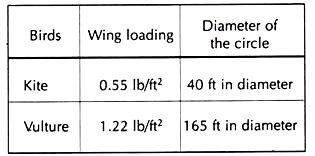 Birds Wing loading Diameter of
the circle
Kite 0.55 lb/ft² 40 ft in diameter
Vulture 1.22 lb/ft² 165 ft in diameter